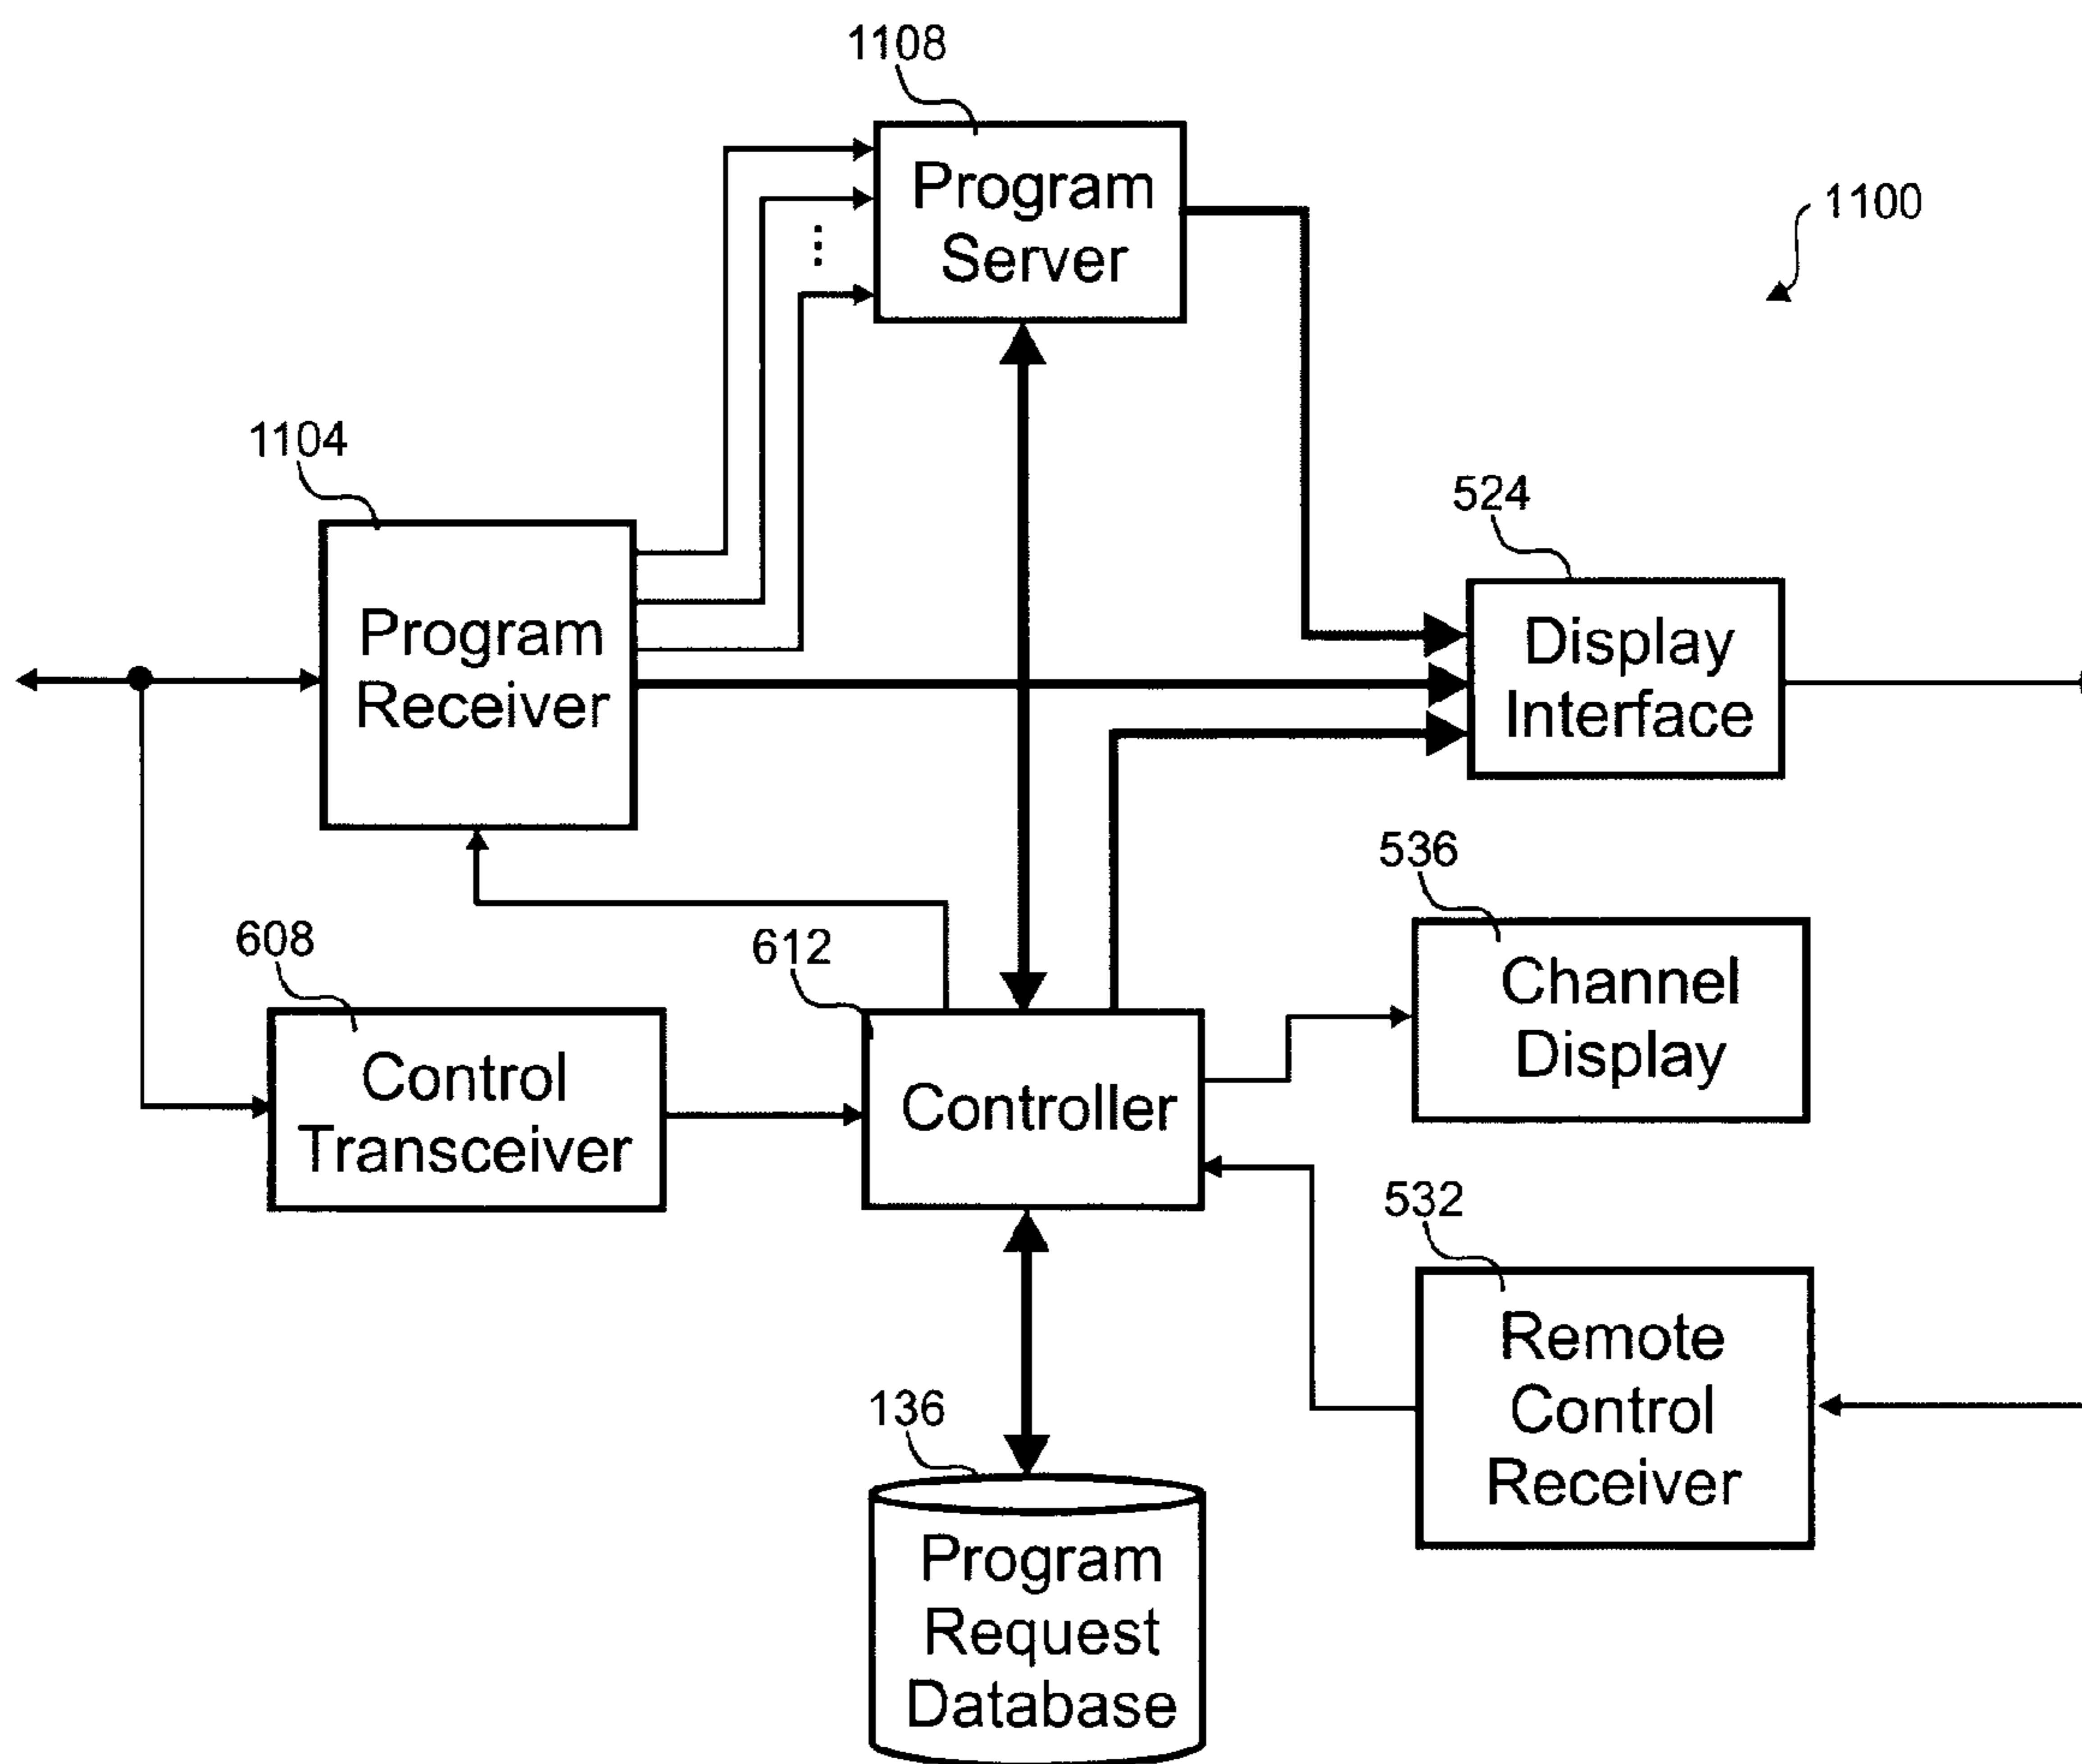 1108
Program
Server
1100
1104
Program
Receiver
524
Display
Interface
536
Channel
Display
608
Control
Transceiver
612
Controller
532
Remote
Control
Receiver
136
Program
Request
Database